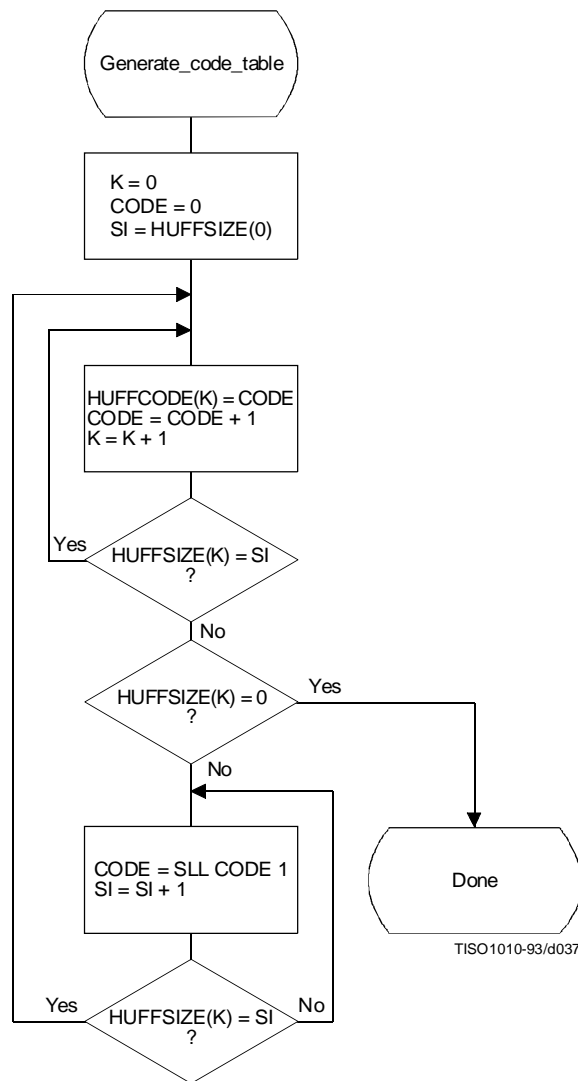 Generate_code_table
K = 0
CODE = 0
SI = HUFFSIZE(0)
HUFFCODE(K) = CODE
CODE = CODE + 1
K = K + 1
Yes
HUFFSIZE(K) = SI
?
No
HUFFSIZE(K) = 0
?
Yes
No
CODE = SLL CODE 1
SI = SI + 1
Done
TISO1010-93/d037
Yes
HUFFSIZE(K) = SI
?
No